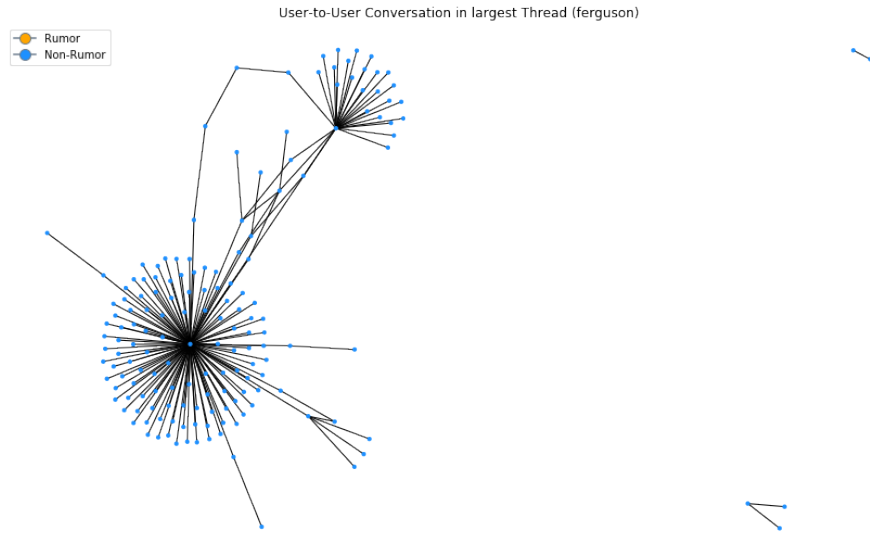 User-to-User Conversation in largest Thread (ferguson)
Rumor
Non-Rumor